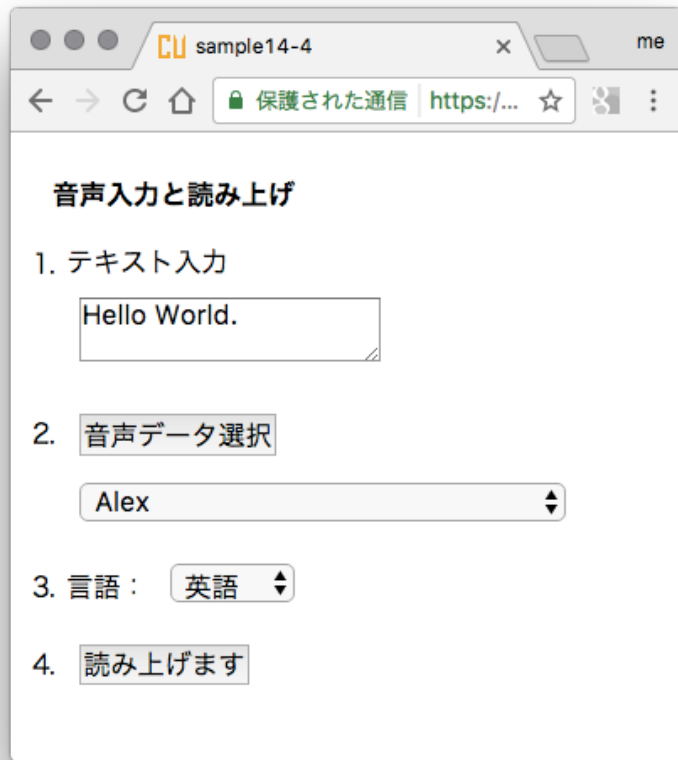 CU sample14-4
me
保護された通信 https:/...
音声入力と読み上げ
1. テキスト入力
Hello World.
2. 音声データ選択
Alex
3. 言語： 英語
4. 読み上げます